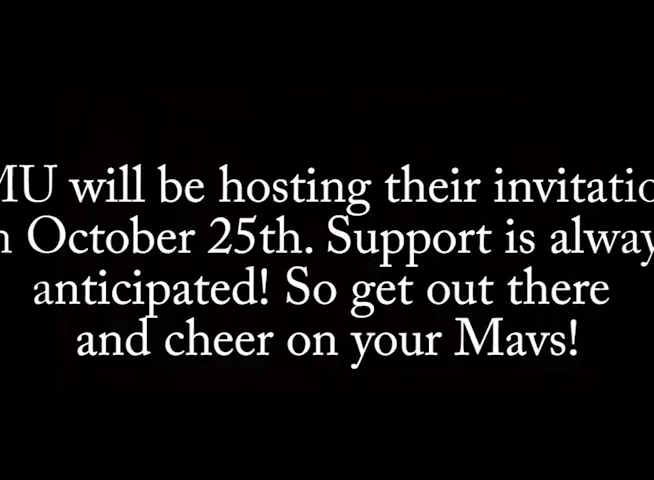 MU will be hosting their invitatio
n October 25th. Support is alway
anticipated! So get out there
and cheer on your Mavs!